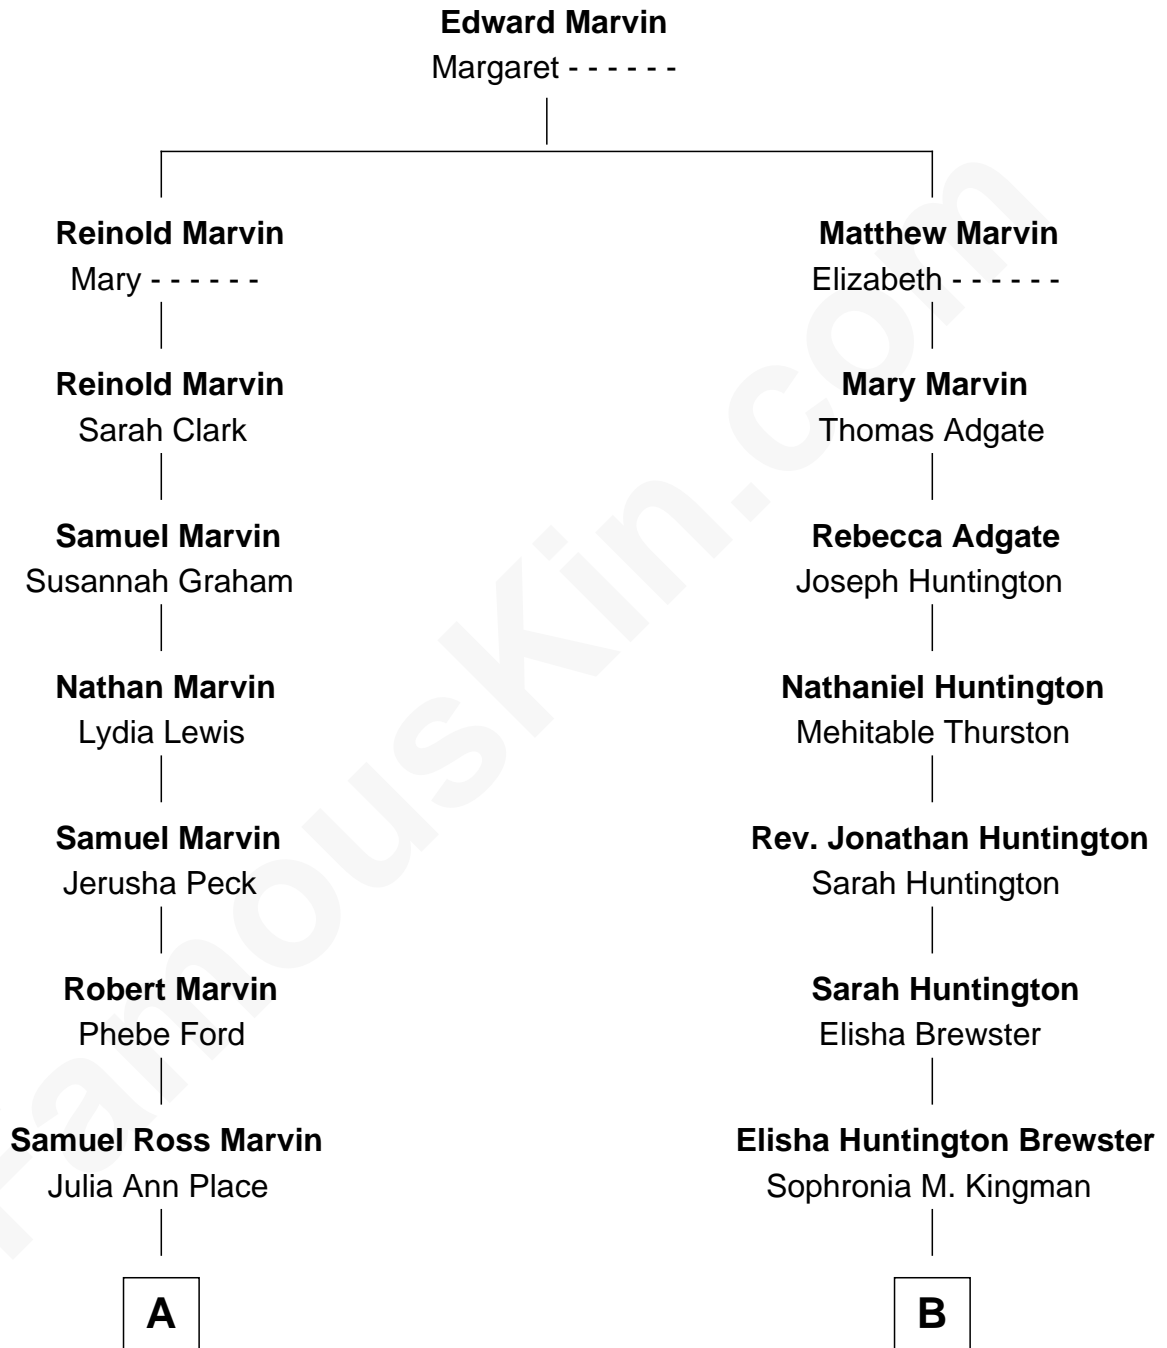 Edward Marvin
Margaret - - - - - -
Reinold Marvin
Mary - - - - - -
Matthew Marvin
Elizabeth - - - - - -
Reinold Marvin
Sarah Clark
Mary Marvin
Thomas Adgate
Samuel Marvin
Susannah Graham
Rebecca Adgate
Joseph Huntington
Nathan Marvin
Lydia Lewis
Nathaniel Huntington
Mehitable Thurston
Samuel Marvin
Jerusha Peck
Rev. Jonathan Huntington
Sarah Huntington
Robert Marvin
Phebe Ford
Sarah Huntington
Elisha Brewster
Samuel Ross Marvin
Julia Ann Place
Elisha Huntington Brewster
Sophronia M. Kingman
A
B
FamousKin.com